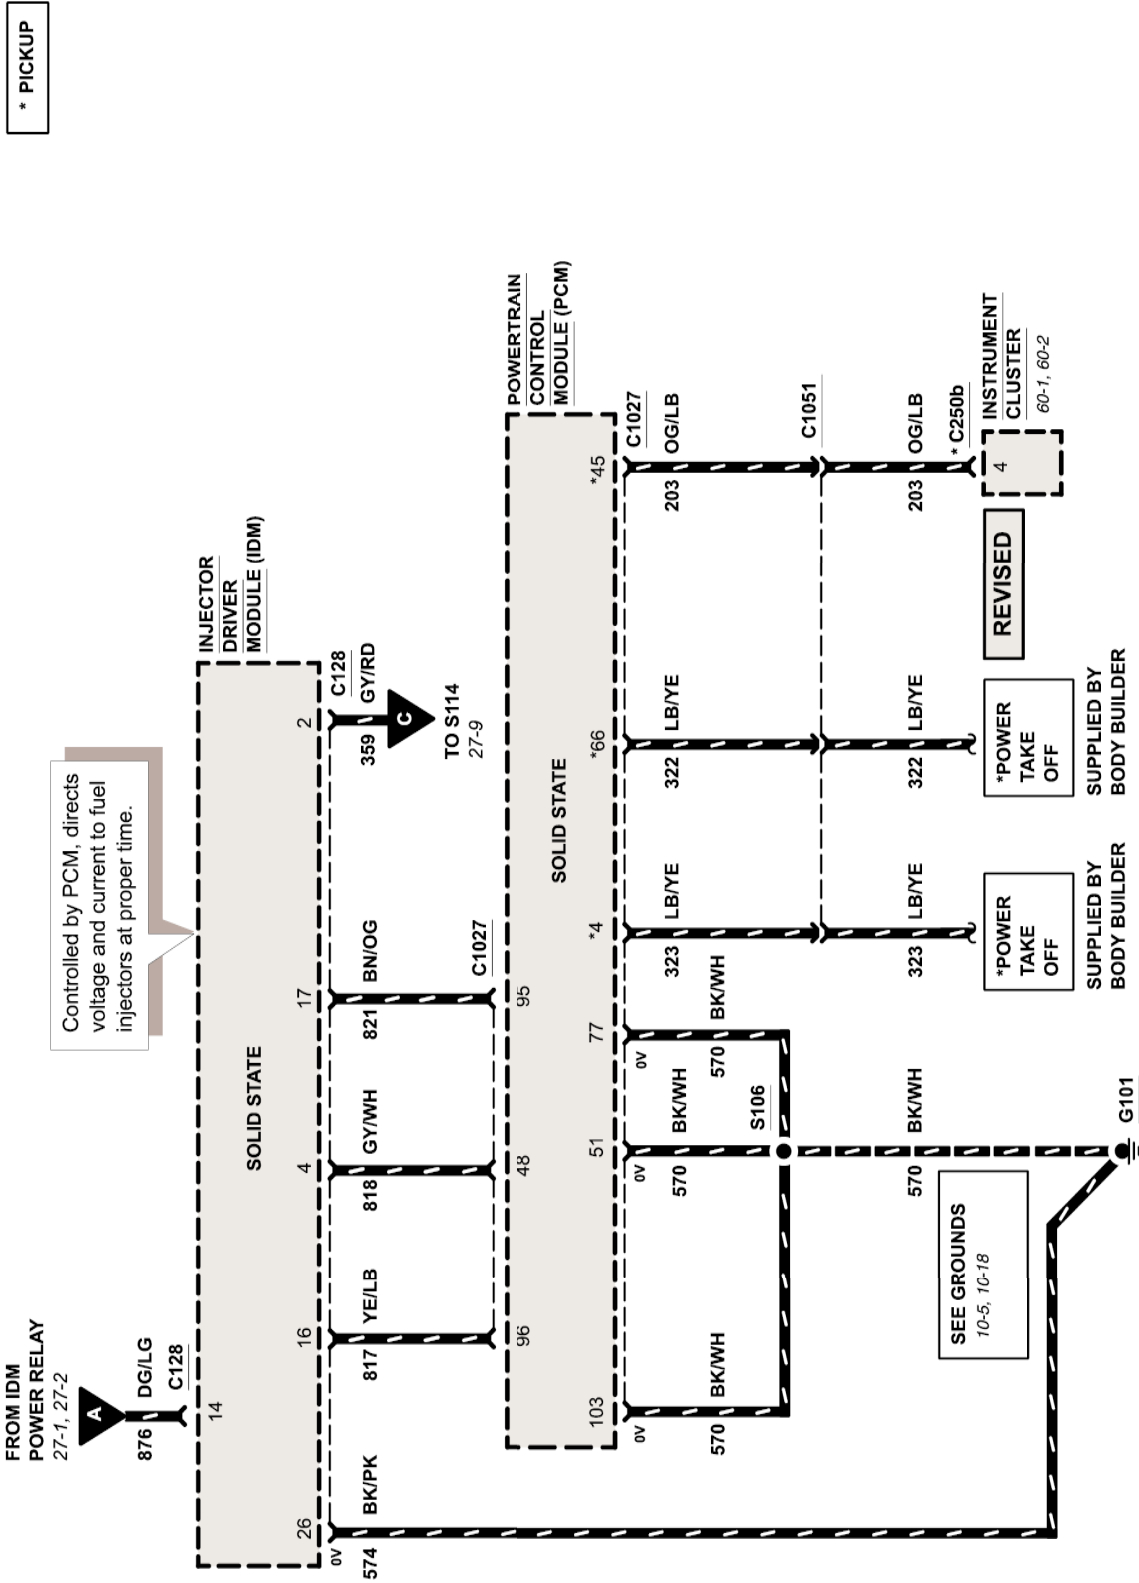 * PICKUP
FROM IDM
POWER RELAY
27-1, 27-2
A
876
DG/LG
C128
14
Controlled by PCM, directs
voltage and current to fuel
injectors at proper time.
INJECTOR
DRIVER
MODULE (IDM)
SOLID STATE
26
16
4
17
2
0V
574
BK/PK
817
YE/LB
818
GY/WH
821
BN/OG
359
GY/RD
C128
C
TO S114
27-9
C1027
96
48
95
POWERTRAIN
CONTROL
MODULE (PCM)
SOLID STATE
103
51
77
*4
*66
*45
C1027
0V
570
BK/WH
0V
570
BK/WH
0V
570
BK/WH
323
LB/YE
322
LB/YE
203
OG/LB
S106
C1051
570
BK/WH
323
LB/YE
322
LB/YE
203
OG/LB
* C250b
SEE GROUNDS
10-5, 10-18
*POWER
TAKE
OFF
SUPPLIED BY
BODY BUILDER
*POWER
TAKE
OFF
SUPPLIED BY
BODY BUILDER
REVISED
4
INSTRUMENT
CLUSTER
60-1, 60-2
G101